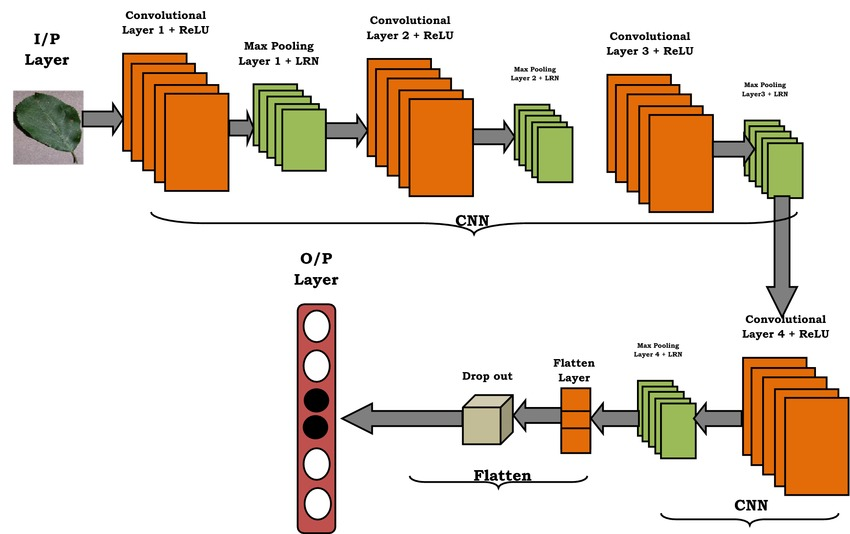 I/P
Layer
Convolutional
Layer 1 + ReLU
Max Pooling
Layer 1 + LRN
Convolutional
Layer 2 + ReLU
Max Pooling
Layer 2 + LRN
Convolutional
Layer 3 + ReLU
Max Pooling
Layer3 + LRN
CNN
Convolutional
Layer 4 + ReLU
Max Pooling
Layer 4 + LRN
Flatten
Layer
Drop out
O/P
Layer
Flatten
CNN